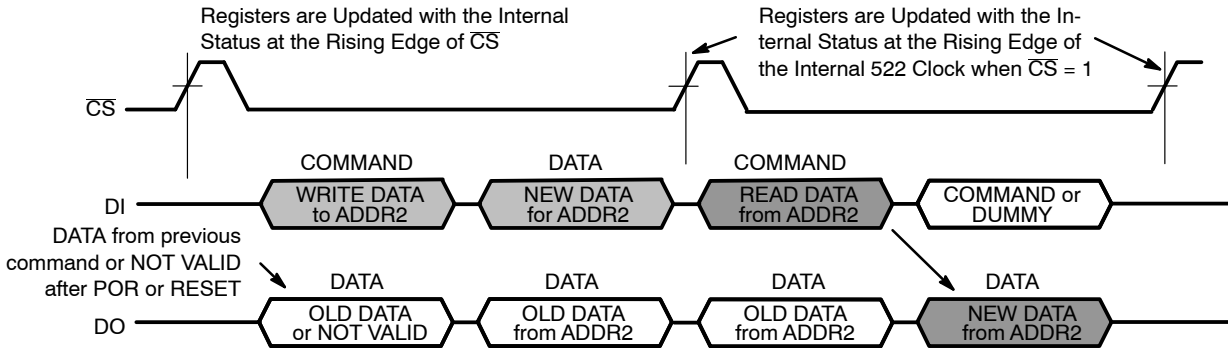 Registers are Updated with the Internal
Status at the Rising Edge of C̅S̅
Registers are Updated with the In-
ternal Status at the Rising Edge of
the Internal 522 Clock when C̅S̅ = 1
C̅S̅
COMMAND
DATA
COMMAND
DI
WRITE DATA
to ADDR2
NEW DATA
for ADDR2
READ DATA
from ADDR2
COMMAND or
DUMMY
DATA from previous
command or NOT VALID
after POR or RESET
DATA
DATA
DATA
DATA
DO
OLD DATA
or NOT VALID
OLD DATA
from ADDR2
OLD DATA
from ADDR2
NEW DATA
from ADDR2